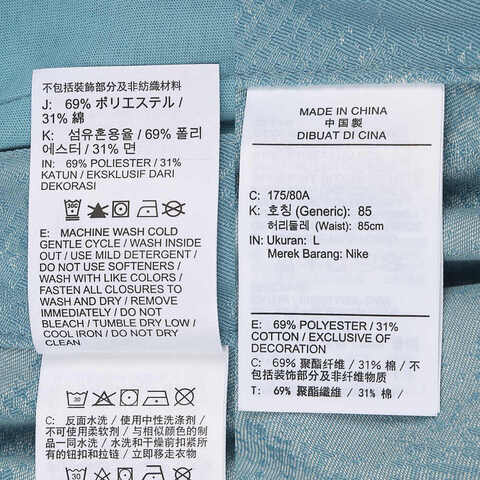 不包括裝飾部分及非紡織材料
J: 69% ポリエステル /
31% 綿
K: 섬유혼용율 / 69% 폴리
에스터 / 31% 면
IN: 69% POLIESTER / 31%
KATUN / EKSKLUSIF DARI
DEKORASI
30
E: MACHINE WASH COLD
GENTLE CYCLE / WASH INSIDE
OUT / USE MILD DETERGENT /
DO NOT USE SOFTENERS /
WASH WITH LIKE COLORS /
FASTEN ALL CLOSURES TO
WASH AND DRY / REMOVE
IMMEDIATELY / DO NOT
BLEACH / TUMBLE DRY LOW /
COOL IRON / DO NOT DRY
CLEAN
30
C: 反面水洗 / 使用中性洗涤剂 /
不可使用柔软剂 / 与相似颜色的制
品一同水洗 / 水洗和干燥前扣紧所
有的钮扣和拉链 / 立即移走衣物
30
MADE IN CHINA
中国製
DIBUAT DI CINA
C: 175/80A
K: 호칭 (Generic): 85
허리둘레 (Waist): 85cm
IN: Ukuran: L
Merek Barang: Nike
E: 69% POLYESTER / 31%
COTTON / EXCLUSIVE OF
DECORATION
C: 69% 聚酯纤维 / 31% 棉 / 不
包括装饰部分及非纤维物质
T: 69% 聚酯纖維 / 31% 棉 /